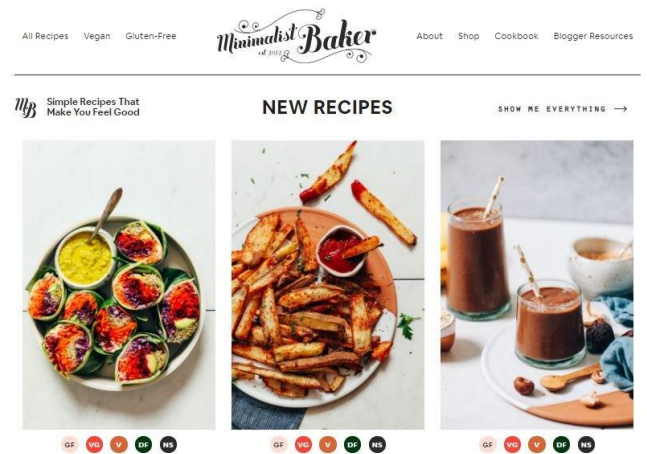 All Recipes Vegan Gluten-Free
Minimalist Baker
est. 2012
About Shop Cookbook Blogger Resources
MB Simple Recipes That
Make You Feel Good
NEW RECIPES
SHOW ME EVERYTHING
GF VG V DF NS
GF VG V DF NS
GF VG V DF NS